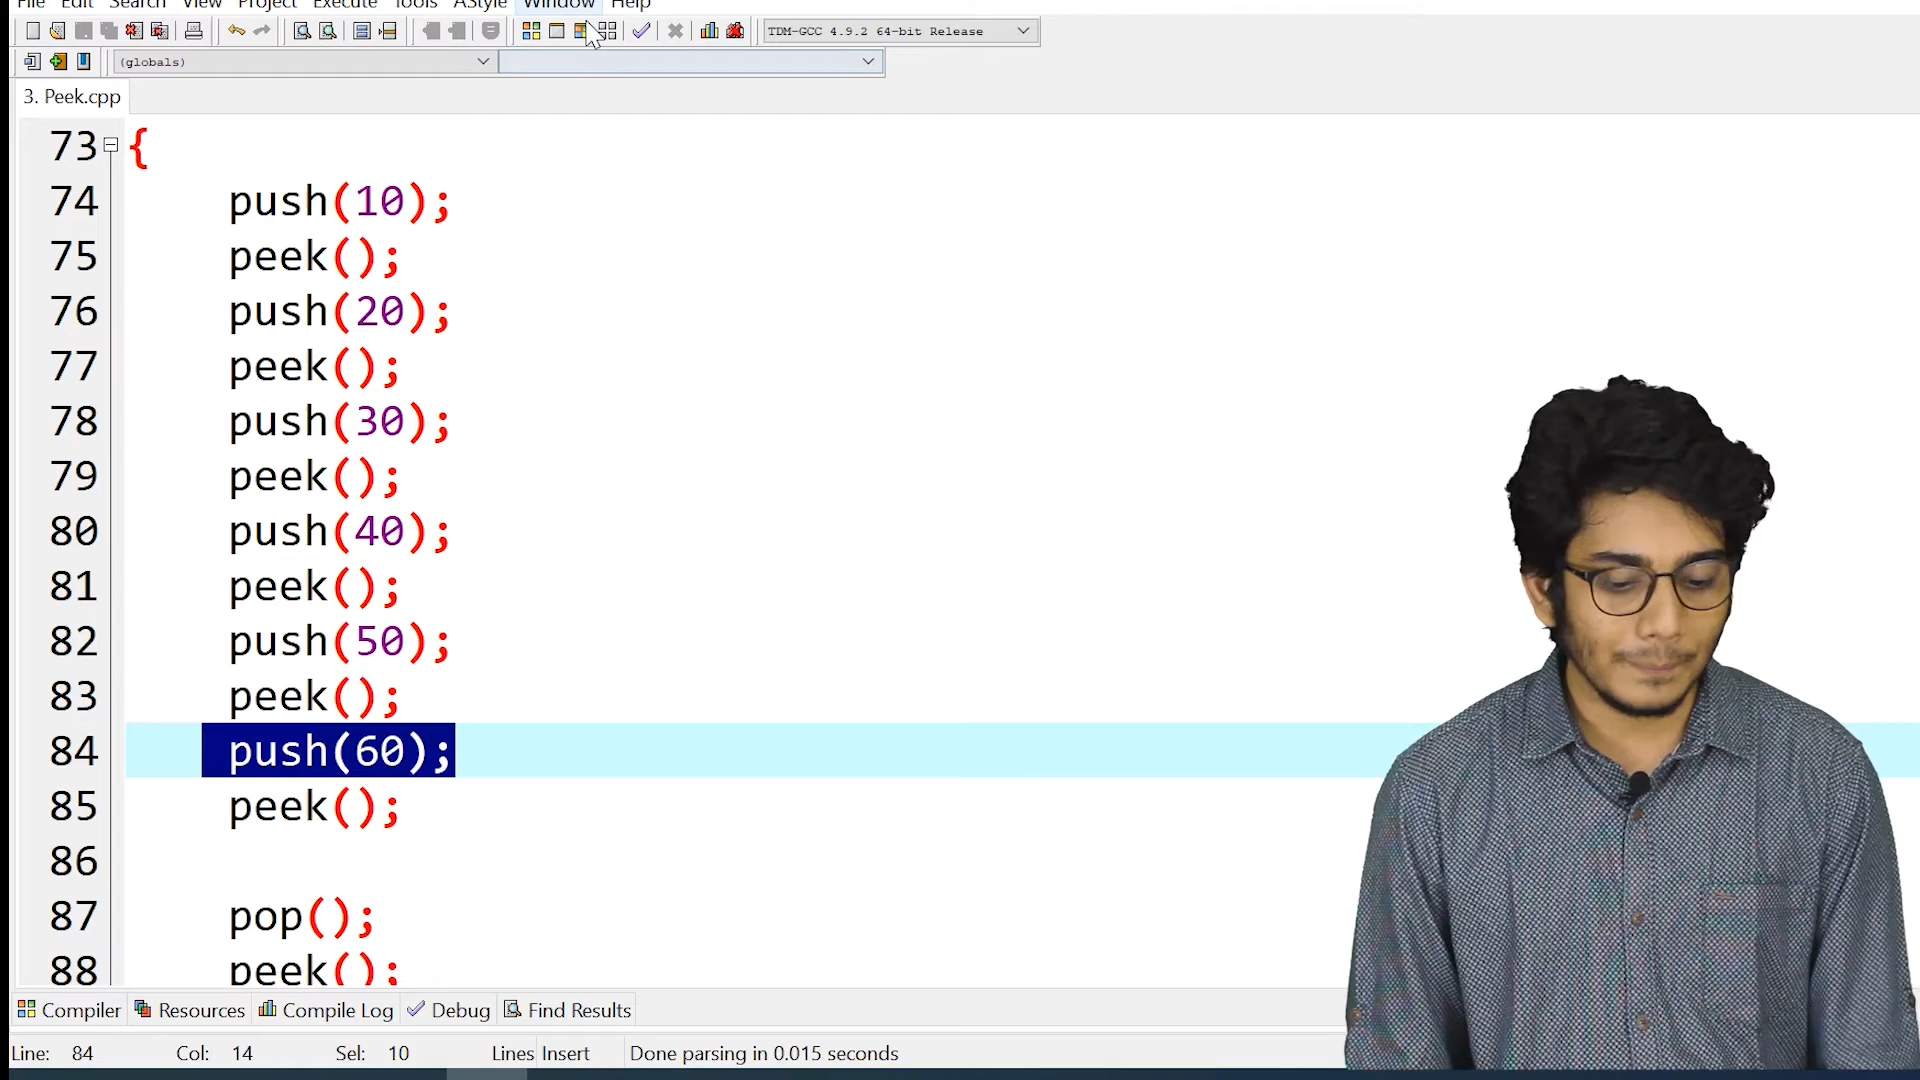 File Edit Search View Project Execute Tools AStyle Window Help
TDM-GCC 4.9.2 64-bit Release
(globals)
3. Peek.cpp
73 {
74 push(10);
75 peek();
76 push(20);
77 peek();
78 push(30);
79 peek();
80 push(40);
81 peek();
82 push(50);
83 peek();
84 push(60);
85 peek();
86
87 pop();
88 peek();
Compiler Resources Compile Log Debug Find Results
Line: 84 Col: 14 Sel: 10 Lines Insert Done parsing in 0.015 seconds